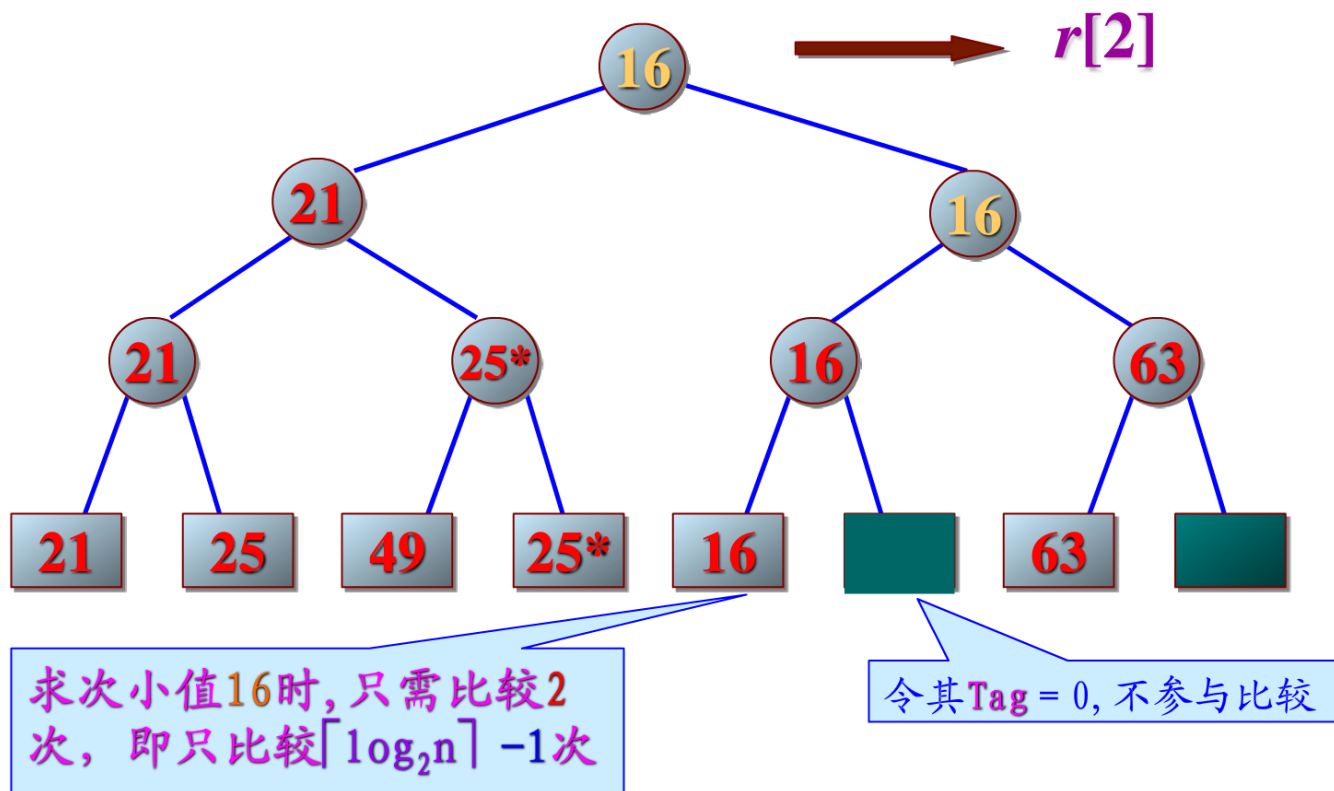 16 r[2]
21 16
21 25* 16 63
21 25 49 25* 16 63
求次小值16时,只需比较2
次, 即只比较⌈log₂n⌉-1次
令其Tag = 0,不参与比较